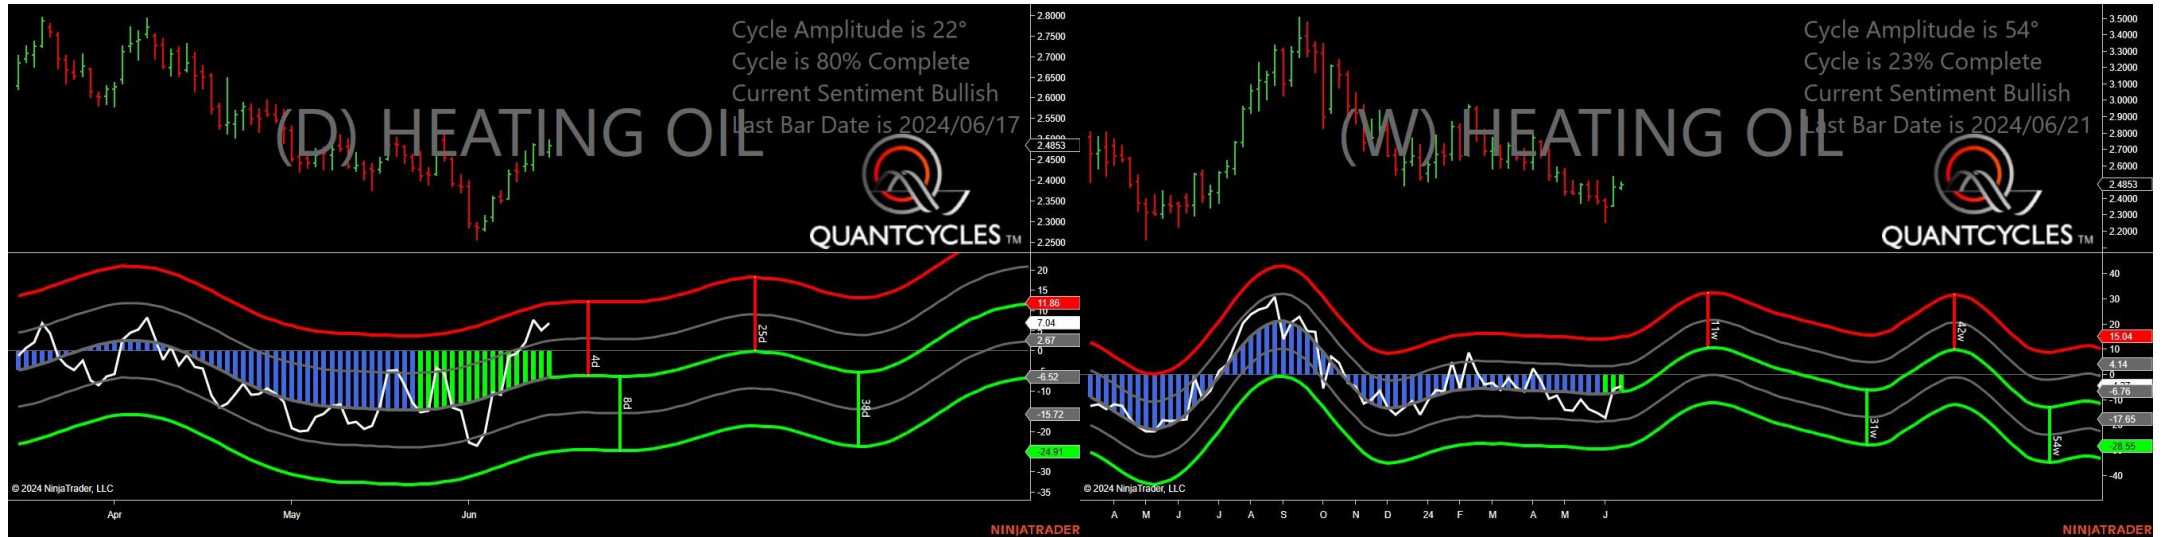 Cycle Amplitude is 22°
Cycle is 80% Complete
Current Sentiment Bullish
Last Bar Date is 2024/06/17
(D) HEATING OIL
QUANTCYCLES TM
2.8000
2.7500
2.7000
2.6500
2.6000
2.5500
2.5000
2.4853
2.4500
2.4000
2.3500
2.3000
2.2500
20
15
11.86
10
7.04
2.67
0
-6.52
-10
-15.72
-20
-24.91
-30
-35
4d
8d
25d
38d
© 2024 NinjaTrader, LLC
Apr
May
Jun
NINJATRADER
Cycle Amplitude is 54°
Cycle is 23% Complete
Current Sentiment Bullish
Last Bar Date is 2024/06/21
(W) HEATING OIL
QUANTCYCLES TM
3.5000
3.4000
3.3000
3.2000
3.1000
3.0000
2.9000
2.8000
2.7000
2.6000
2.4853
2.4000
2.3000
2.2000
40
30
20
15.04
10
4.14
0
-6.76
-10
-17.65
-28.55
-40
11w
31w
42w
54w
© 2024 NinjaTrader, LLC
A M J J A S O N D 24 F M A M J
NINJATRADER